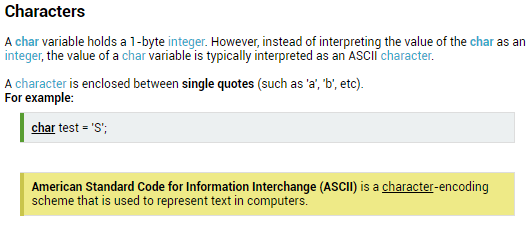 Characters
A char variable holds a 1-byte integer. However, instead of interpreting the value of the char as an
integer, the value of a char variable is typically interpreted as an ASCII character.
A character is enclosed between single quotes (such as 'a', 'b', etc).
For example:
char test = 'S';
American Standard Code for Information Interchange (ASCII) is a character-encoding
scheme that is used to represent text in computers.